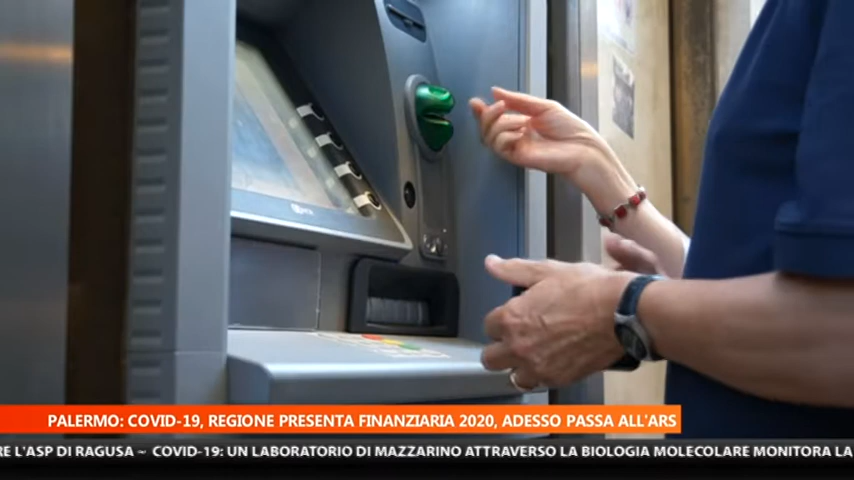 PALERMO: COVID-19, REGIONE PRESENTA FINANZIARIA 2020, ADESSO PASSA ALL'ARS
RE L'ASP DI RAGUSA ~ COVID-19: UN LABORATORIO DI MAZZARINO ATTRAVERSO LA BIOLOGIA MOLECOLARE MONITORA LA